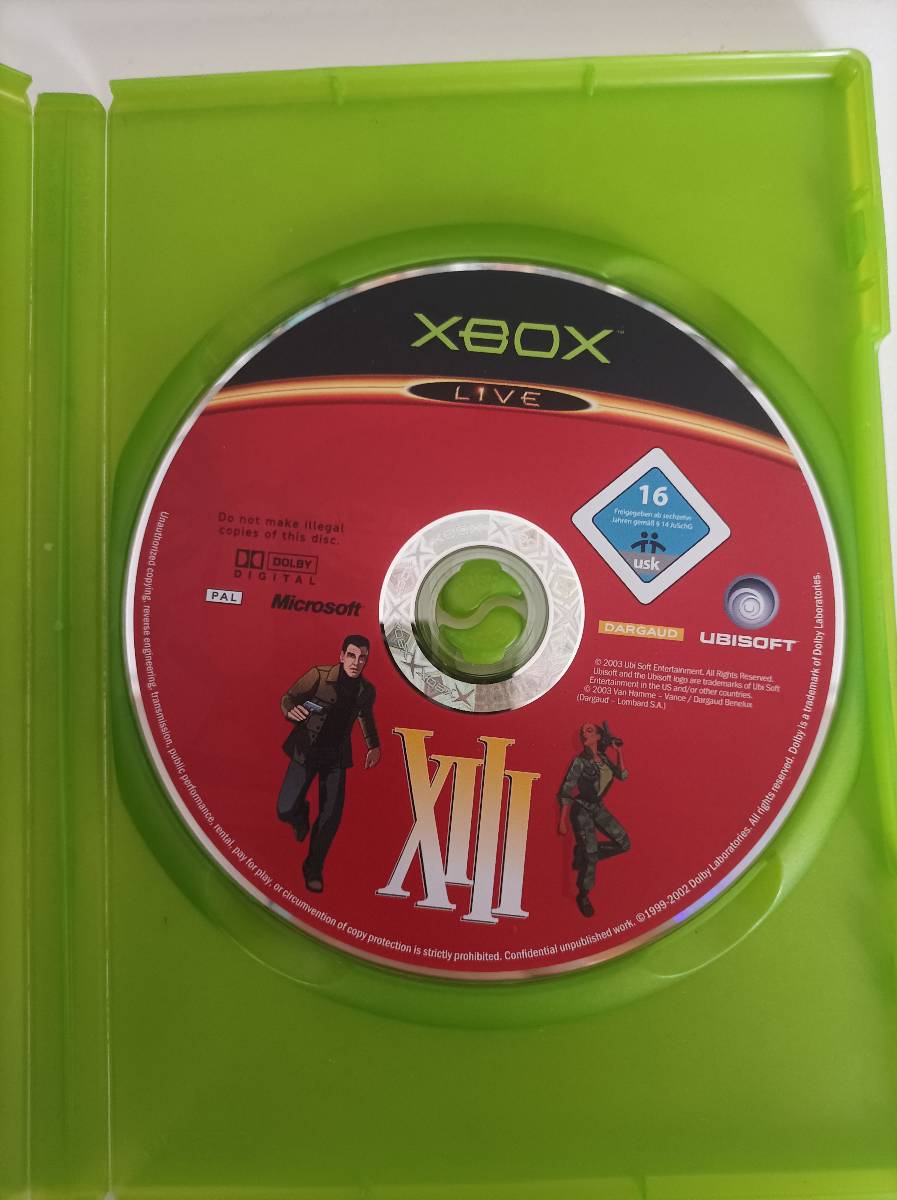 XBOX™
LIVE
16
Freigegeben ab sechzehn
Jahren gemäß § 14 JuSchG
usk
Do not make illegal
copies of this disc.
DOLBY
DIGITAL
PAL
Microsoft
DARGAUD
UBISOFT
© 2003 Ubi Soft Entertainment. All Rights Reserved.
Ubisoft and the Ubisoft logo are trademarks of Ubi Soft
Entertainment in the US and/or other countries.
© 2003 Van Hamme – Vance / Dargaud Benelux
(Dargaud – Lombard S.A.)
XIII
Unauthorized copying, reverse engineering, transmission, public performance, rental, pay for play, or circumvention of copy protection is strictly prohibited. Confidential unpublished work. ©1999-2002 Dolby Laboratories. All rights reserved. Dolby is a trademark of Dolby Laboratories.